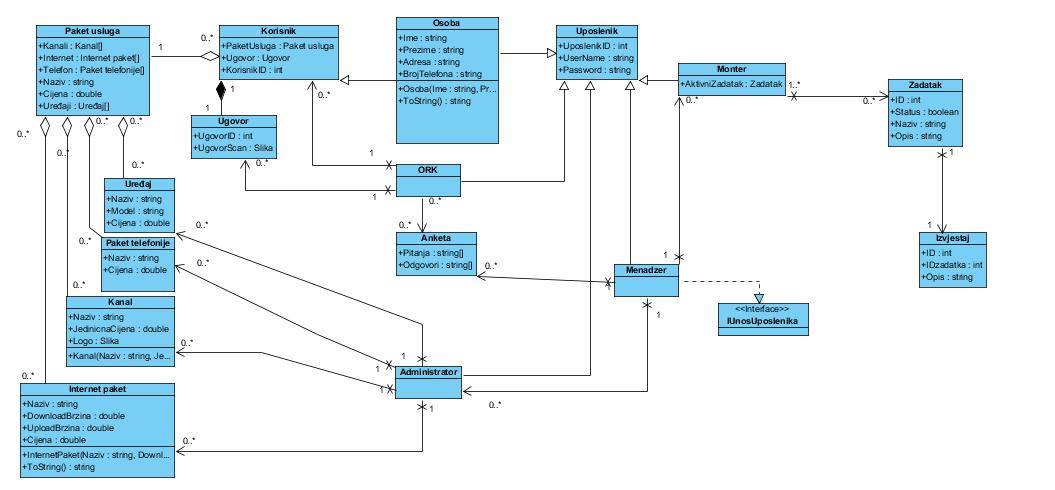 Paket usluga
+Kanali : Kanal[]
+Internet : Internet paket[]
+Telefon : Paket telefonije[]
+Naziv : string
+Cijena : double
+Uređaji : Uređaj[]
1
0..*
Korisnik
+PaketUsluga : Paket usluga
+Ugovor : Ugovor
+KorisnikID : int
Osoba
+Ime : string
+Prezime : string
+Adresa : string
+BrojTelefona : string
+Osoba(Ime : string, Pr...
+ToString() : string
Uposlenik
+UposlenikID : int
+UserName : string
+Password : string
Monter
+AktivniZadatak : Zadatak
1..*
0..*
0..*
Zadatak
+ID : int
+Status : boolean
+Naziv : string
+Opis : string
1
1
Izvjestaj
+ID : int
+IDzadatka : int
+Opis : string
1
1
Ugovor
+UgovorID : int
+UgovorScan : Slika
0..*
0..*
1
1
ORK
0..*
0..*
Anketa
+Pitanja : string[]
+Odgovori : string[]
0..*
1
1
Menadzer
1
<<Interface>>
IUnosUposlenika
0..*
0..*
0..*
0..*
0..*
Uređaj
+Naziv : string
+Model : string
+Cijena : double
0..*
0..*
Paket telefonije
+Naziv : string
+Cijena : double
0..*
0..*
Kanal
+Naziv : string
+JedinicnaCijena : double
+Logo : Slika
+Kanal(Naziv : string, Je...
0..*
0..*
Internet paket
+Naziv : string
+DownloadBrzina : double
+UploadBrzina : double
+Cijena : double
+InternetPaket(Naziv : string, Downl...
+ToString() : string
0..*
1
1
1
Administrator
1
0..*